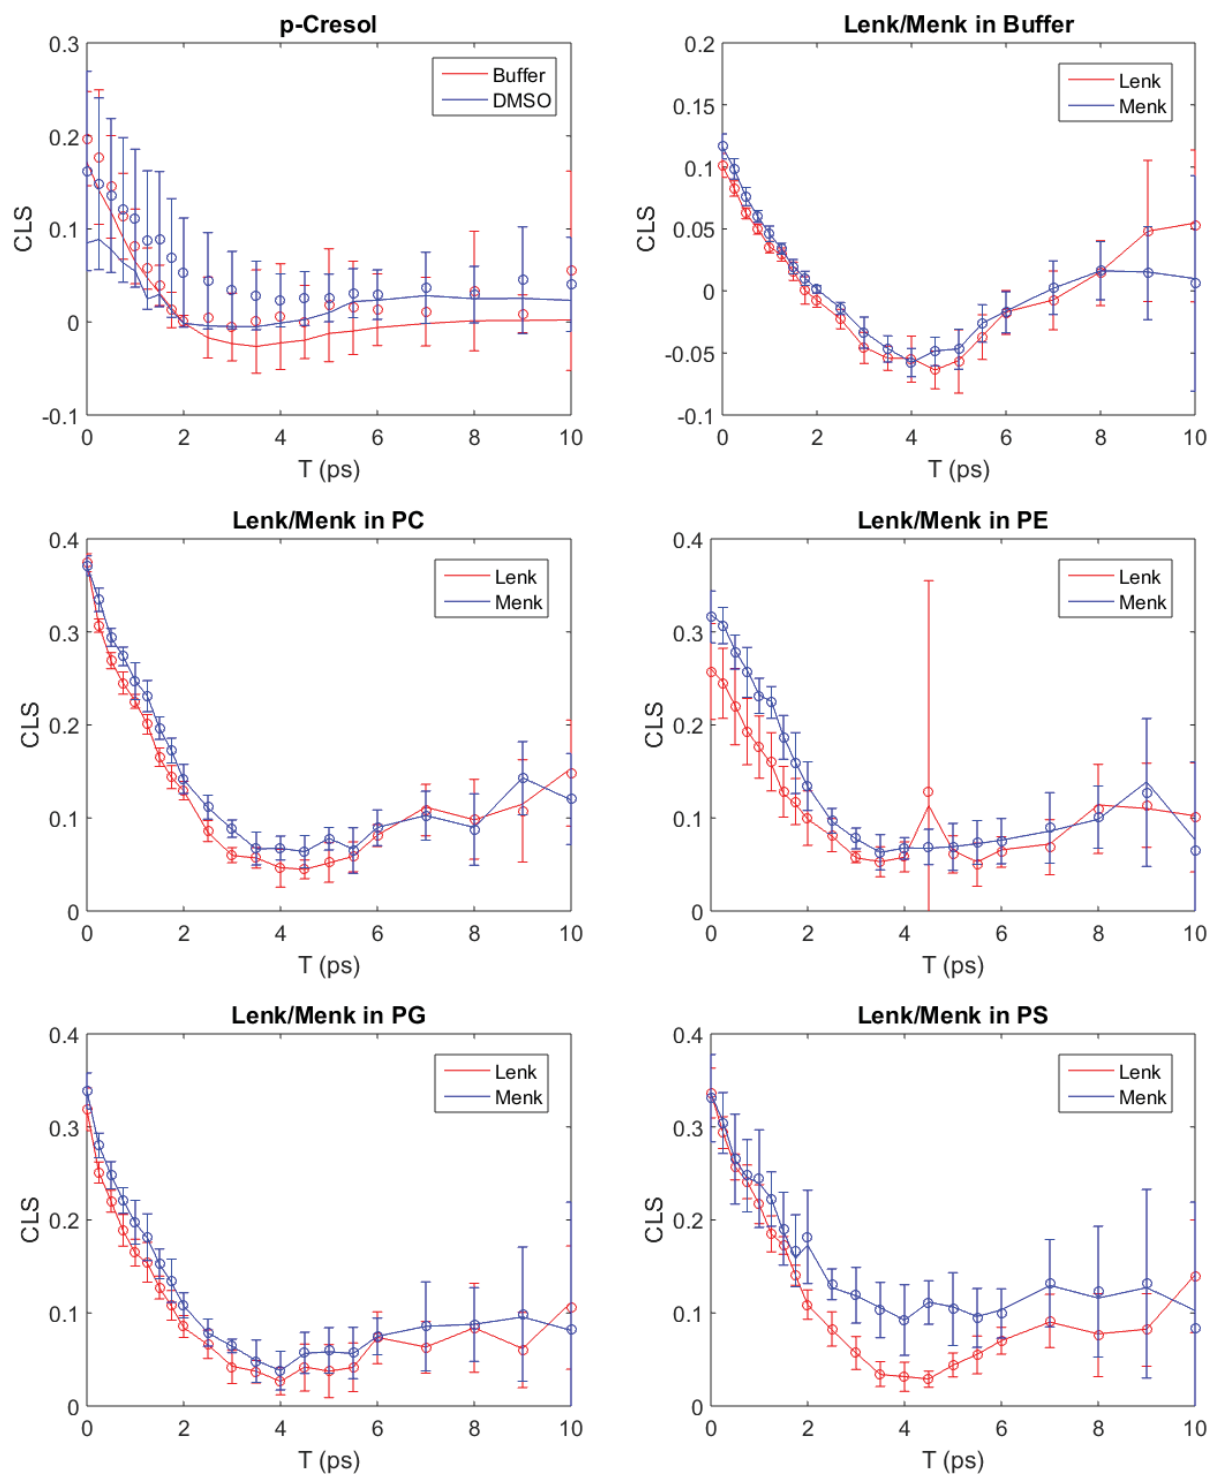 p-Cresol
0.3
0.2
0.1
0
-0.1
CLS
Buffer
DMSO
0 2 4 6 8 10
T (ps)
Lenk/Menk in Buffer
0.2
0.15
0.1
0.05
0
-0.05
-0.1
CLS
Lenk
Menk
0 2 4 6 8 10
T (ps)
Lenk/Menk in PC
0.4
0.3
0.2
0.1
0
CLS
Lenk
Menk
0 2 4 6 8 10
T (ps)
Lenk/Menk in PE
0.4
0.3
0.2
0.1
0
CLS
Lenk
Menk
0 2 4 6 8 10
T (ps)
Lenk/Menk in PG
0.4
0.3
0.2
0.1
0
CLS
Lenk
Menk
0 2 4 6 8 10
T (ps)
Lenk/Menk in PS
0.4
0.3
0.2
0.1
0
CLS
Lenk
Menk
0 2 4 6 8 10
T (ps)